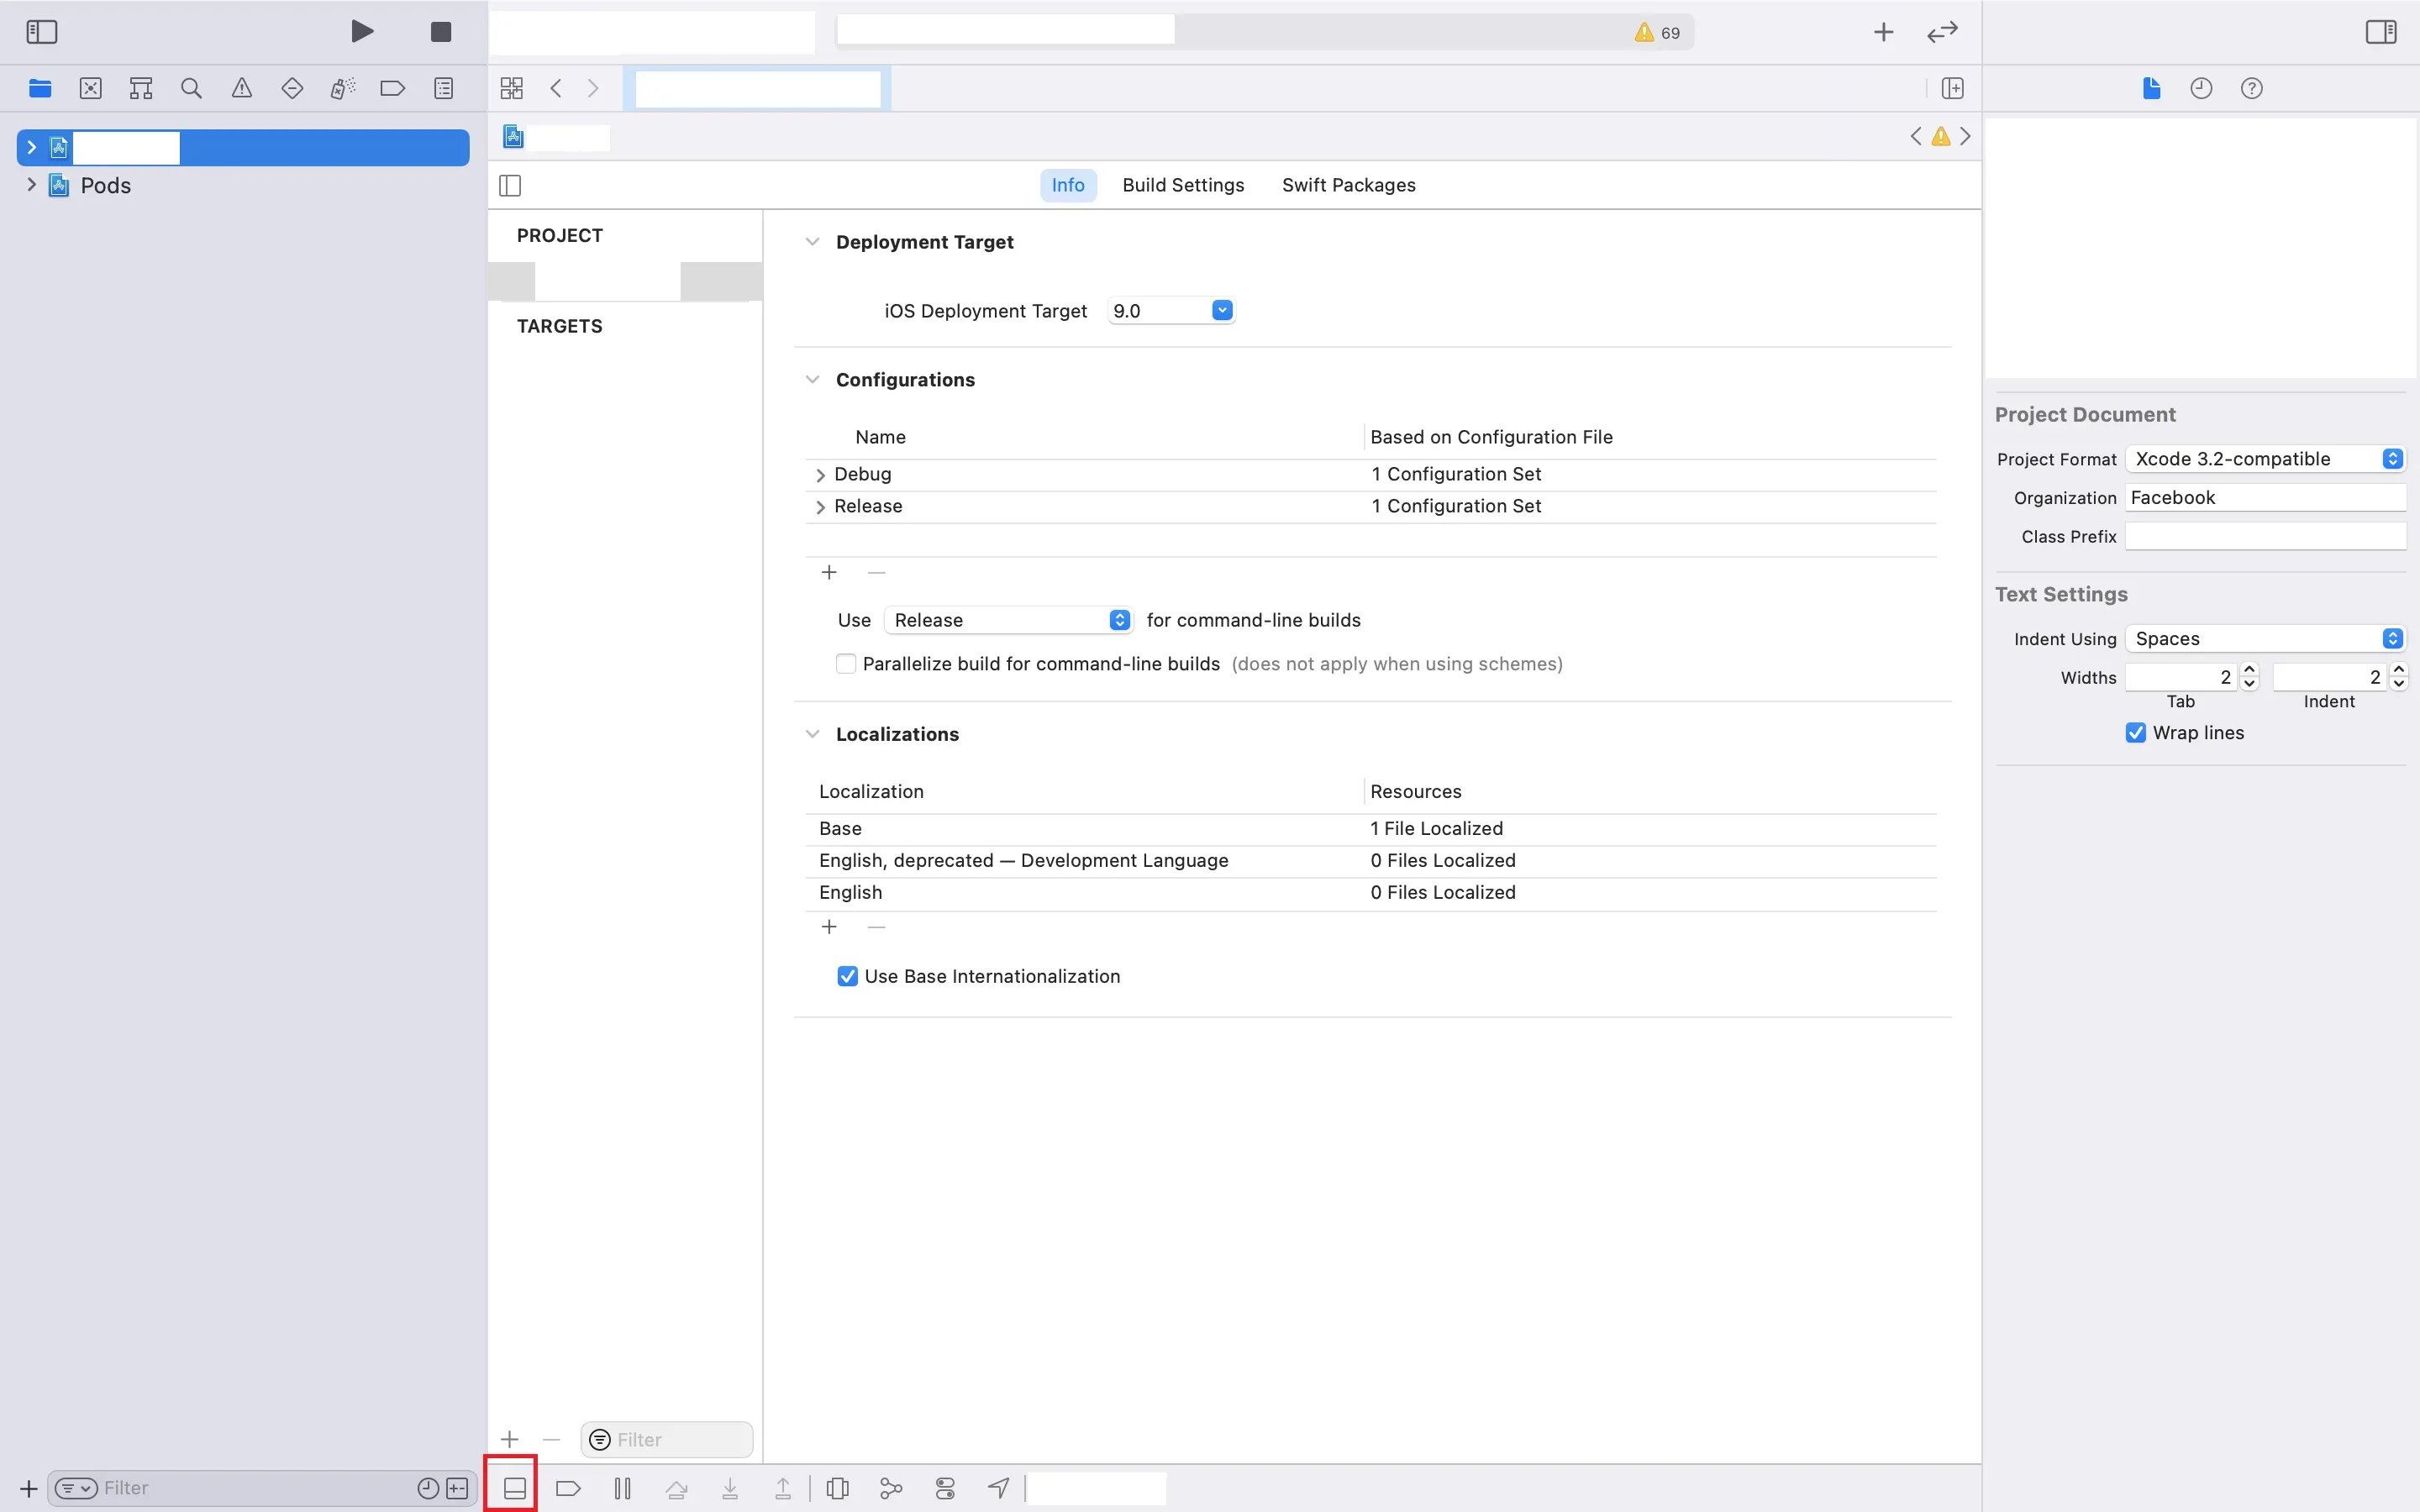 69
Pods
Info Build Settings Swift Packages
PROJECT
TARGETS
Filter
Deployment Target
iOS Deployment Target 9.0
Configurations
Name Based on Configuration File
Debug 1 Configuration Set
Release 1 Configuration Set
Use Release for command-line builds
Parallelize build for command-line builds (does not apply when using schemes)
Localizations
Localization Resources
Base 1 File Localized
English, deprecated — Development Language 0 Files Localized
English 0 Files Localized
Use Base Internationalization
Project Document
Project Format Xcode 3.2-compatible
Organization Facebook
Class Prefix
Text Settings
Indent Using Spaces
Widths 2 2
Tab Indent
Wrap lines
Filter